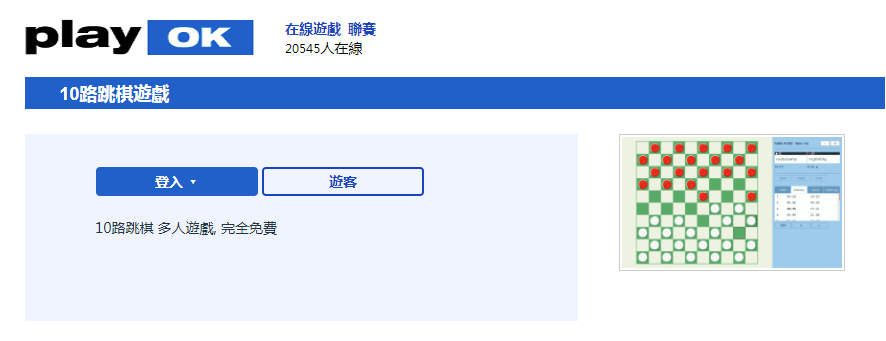 play OK
在線遊戲 聯賽
20545人在線
10路跳棋遊戲
登入
遊客
10路跳棋 多人遊戲, 完全免費